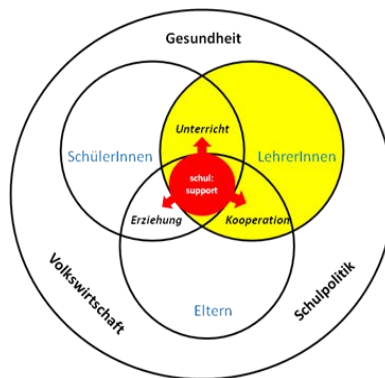 Gesundheit
Unterricht
SchülerInnen
LehrerInnen
schul:
support
Erziehung
Kooperation
Volkswirtschaft
Schulpolitik
Eltern